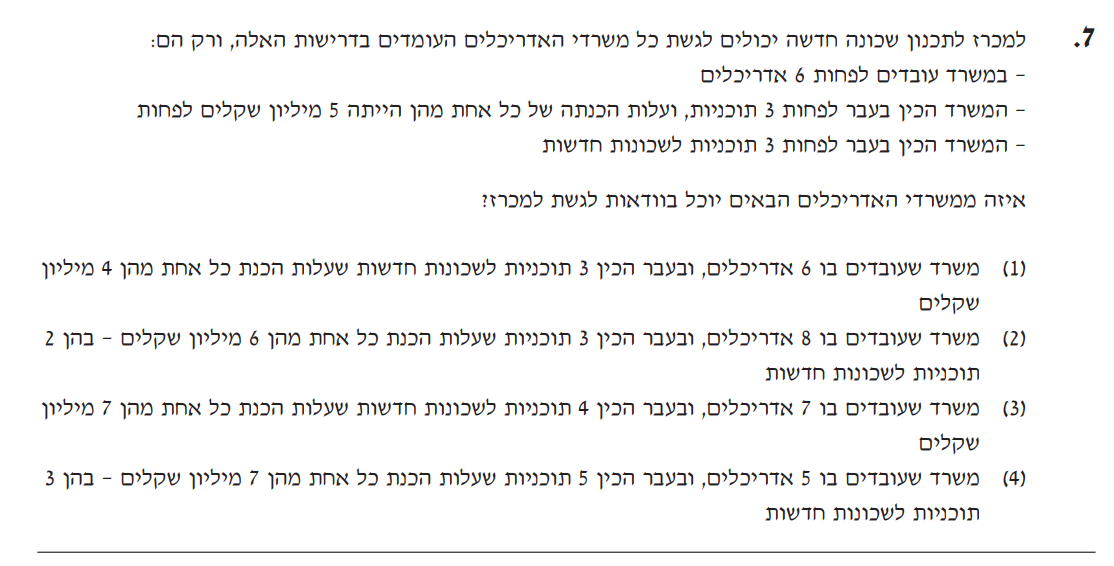 7. למכרז לתכנון שכונה חדשה יכולים לגשת כל משרדי האדריכלים העומדים בדרישות האלה, ורק הם:
- במשרד עובדים לפחות 6 אדריכלים
- המשרד הכין בעבר לפחות 3 תוכניות, ועלות הכנתה של כל אחת מהן הייתה 5 מיליון שקלים לפחות
- המשרד הכין בעבר לפחות 3 תוכניות לשכונות חדשות
איזה ממשרדי האדריכלים הבאים יוכל בוודאות לגשת למכרז?
(1) משרד שעובדים בו 6 אדריכלים, ובעבר הכין 3 תוכניות לשכונות חדשות שעלות הכנת כל אחת מהן 4 מיליון
שקלים
(2) משרד שעובדים בו 8 אדריכלים, ובעבר הכין 3 תוכניות שעלות הכנת כל אחת מהן 6 מיליון שקלים - בהן 2
תוכניות לשכונות חדשות
(3) משרד שעובדים בו 7 אדריכלים, ובעבר הכין 4 תוכניות לשכונות חדשות שעלות הכנת כל אחת מהן 7 מיליון
שקלים
(4) משרד שעובדים בו 5 אדריכלים, ובעבר הכין 5 תוכניות שעלות הכנת כל אחת מהן 7 מיליון שקלים - בהן 3
תוכניות לשכונות חדשות